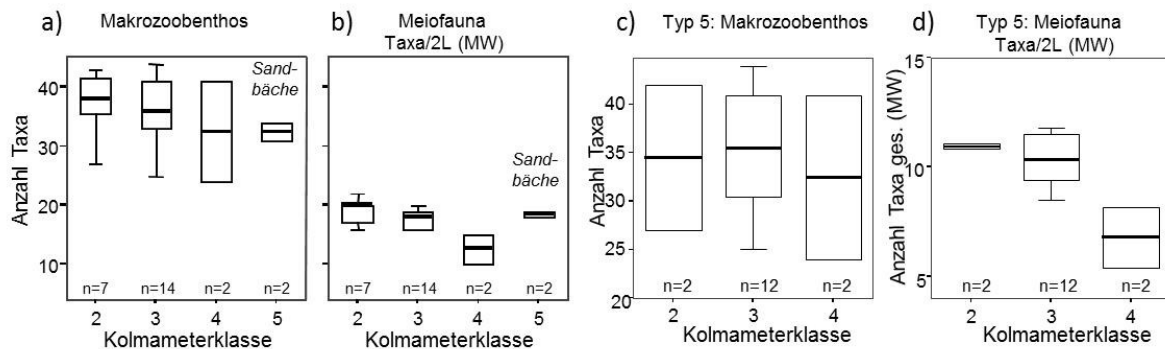 a) Makrozoobenthos
Anzahl Taxa
40
30
20
10
Sand-
bäche
n=7 n=14 n=2 n=2
2 3 4 5
Kolmameterklasse
b) Meiofauna
Taxa/2L (MW)
Sand-
bäche
n=7 n=14 n=2 n=2
2 3 4 5
Kolmameterklasse
c) Typ 5: Makrozoobenthos
Anzahl Taxa
40
35
30
25
20
n=2 n=12 n=2
2 3 4
Kolmameterklasse
d) Typ 5: Meiofauna
Taxa/2L (MW)
Anzahl Taxa ges. (MW)
15
10
5
n=2 n=12 n=2
2 3 4
Kolmameterklasse